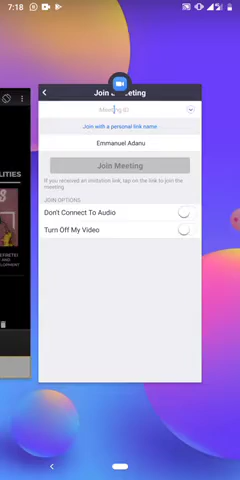 7:18
Join a Meeting
Meeting ID
Join with a personal link name
Emmanuel Adanu
Join Meeting
If you received an invitation link, tap on the link to join the
meeting
JOIN OPTIONS
Don't Connect To Audio
Turn Off My Video
ALITIES
AND